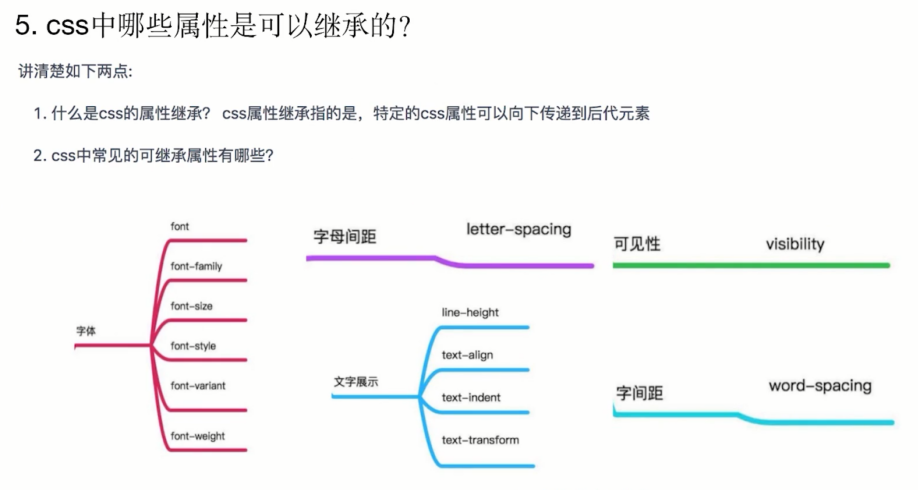 5. css中哪些属性是可以继承的？
讲清楚如下两点:
1. 什么是css的属性继承？ css属性继承指的是，特定的css属性可以向下传递到后代元素
2. css中常见的可继承属性有哪些?
字体
font
font-family
font-size
font-style
font-variant
font-weight
字母间距
letter-spacing
文字展示
line-height
text-align
text-indent
text-transform
可见性
visibility
字间距
word-spacing